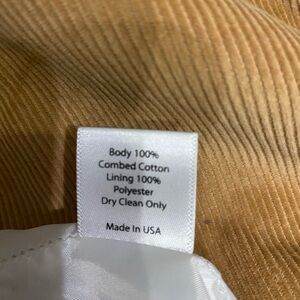 Body 100%
Combed Cotton
Lining 100%
Polyester
Dry Clean Only
Made in USA